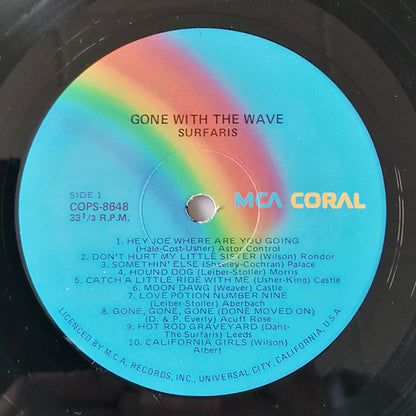 GONE WITH THE WAVE
SURFARIS
SIDE 1
COPS-8648
33 1/3 R.P.M.
MCA CORAL
1. HEY JOE WHERE ARE YOU GOING
(Halo-Cost-Usher) Astor Control
2. DON'T HURT MY LITTLE SISTER (Wilson) Rondor
3. SOMETHIN' ELSE (Sheeley-Cochran) Palace
4. HOUND DOG (Leiber-Stoller) Morris
5. CATCH A LITTLE RIDE WITH ME (Usher-King) Castle
6. MOON DAWG (Weaver) Castle
7. LOVE POTION NUMBER NINE
(Leiber-Stoller) Aberbach
8. GONE, GONE, GONE (DONE MOVED ON)
(D. & P. Everly) Acuff Rose
9. HOT ROD GRAVEYARD (Dant-
The Surfaris) Leeds
10. CALIFORNIA GIRLS (Wilson)
Albert
LICENCED BY M.C.A. RECORDS, INC., UNIVERSAL CITY, CALIFORNIA, U.S.A.